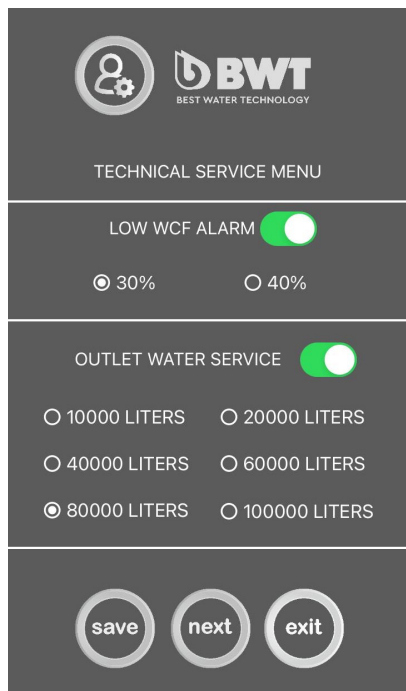 BWT
BEST WATER TECHNOLOGY
TECHNICAL SERVICE MENU
LOW WCF ALARM
30% 40%
OUTLET WATER SERVICE
10000 LITERS 20000 LITERS
40000 LITERS 60000 LITERS
80000 LITERS 100000 LITERS
save next exit